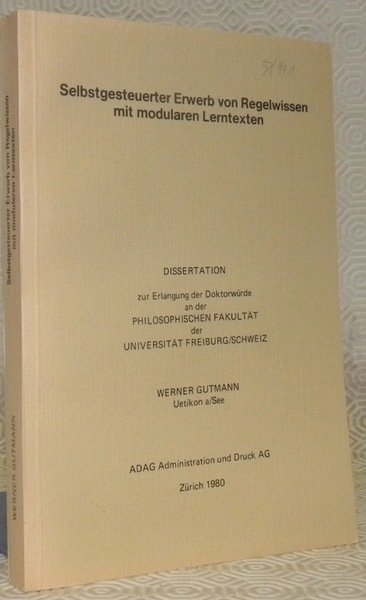 Selbstgesteuerter Erwerb von Regelwissen
mit modularen Lerntexten
DISSERTATION
zur Erlangung der Doktorwürde
an der
PHILOSOPHISCHEN FAKULTÄT
der
UNIVERSITÄT FREIBURG/SCHWEIZ
WERNER GUTMANN
Uetikon a/See
ADAG Administration und Druck AG
Zürich 1980
Selbstgesteuerter Erwerb von Regelwissen
mit modularen Lerntexten
WERNER GUTMANN